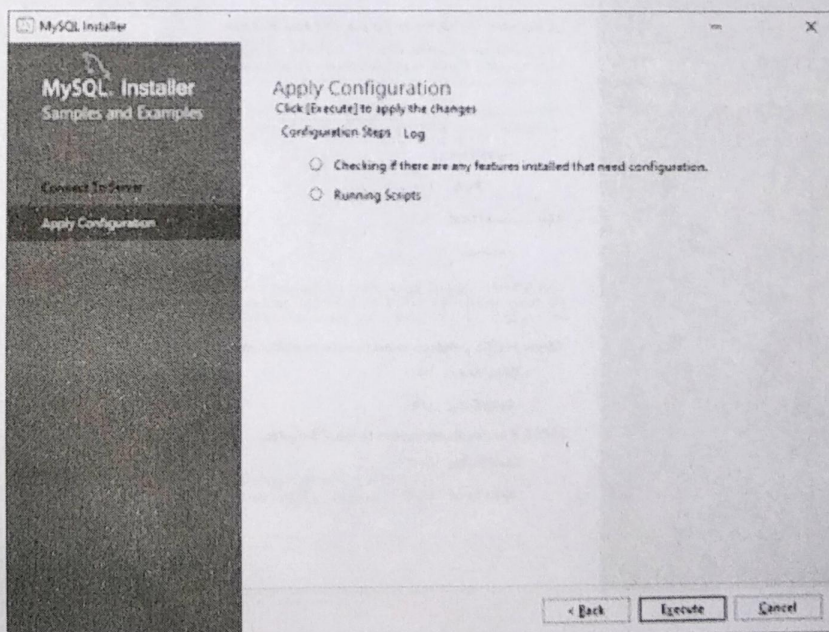 MySQL Installer
MySQL. Installer
Samples and Examples
Connect To Server
Apply Configuration
Apply Configuration
Click [Execute] to apply the changes
Configuration Steps Log
Checking if there are any features installed that need configuration.
Running Scripts
< Back
Execute
Cancel